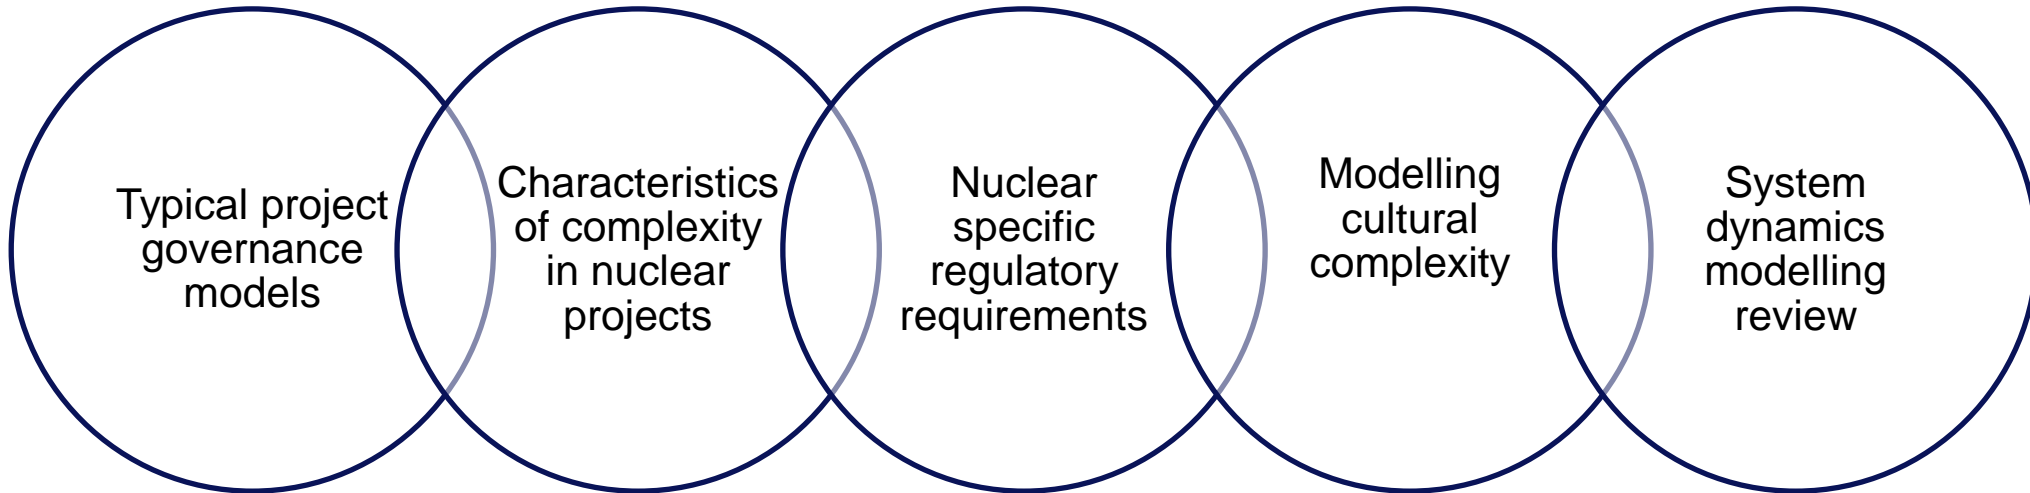 Typical project
governance
models
Characteristics
of complexity
in nuclear
projects
Nuclear
specific
regulatory
requirements
Modelling
cultural
complexity
System
dynamics
modelling
review